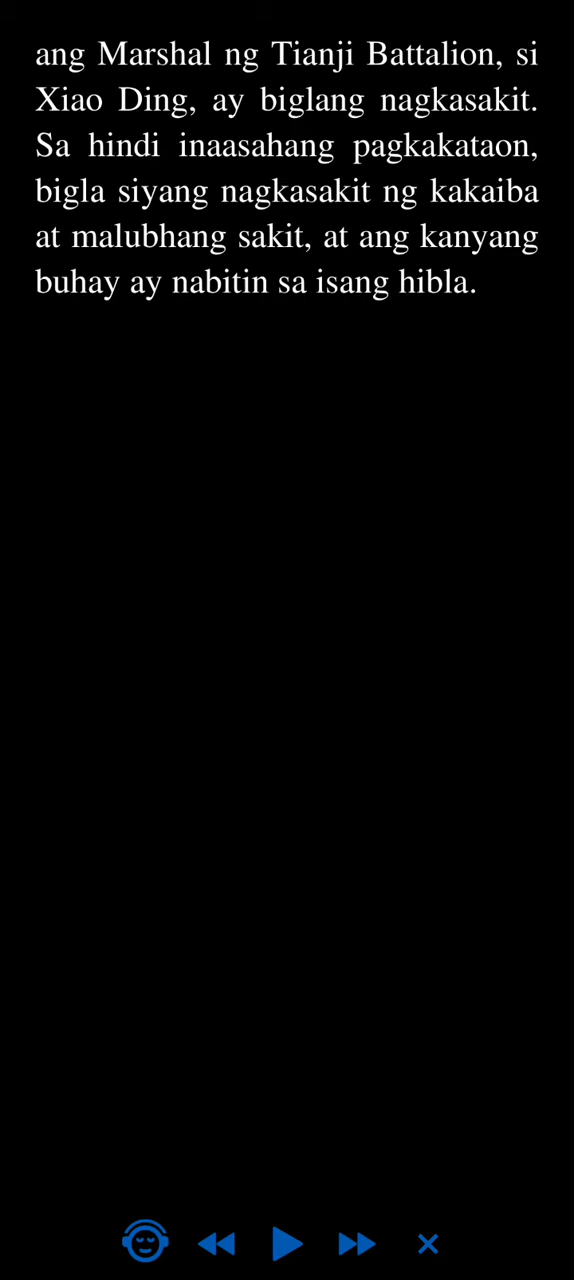 ang Marshal ng Tianji Battalion, si
Xiao Ding, ay biglang nagkasakit.
Sa hindi inaasahang pagkakataon,
bigla siyang nagkasakit ng kakaiba
at malubhang sakit, at ang kanyang
buhay ay nabitin sa isang hibla.